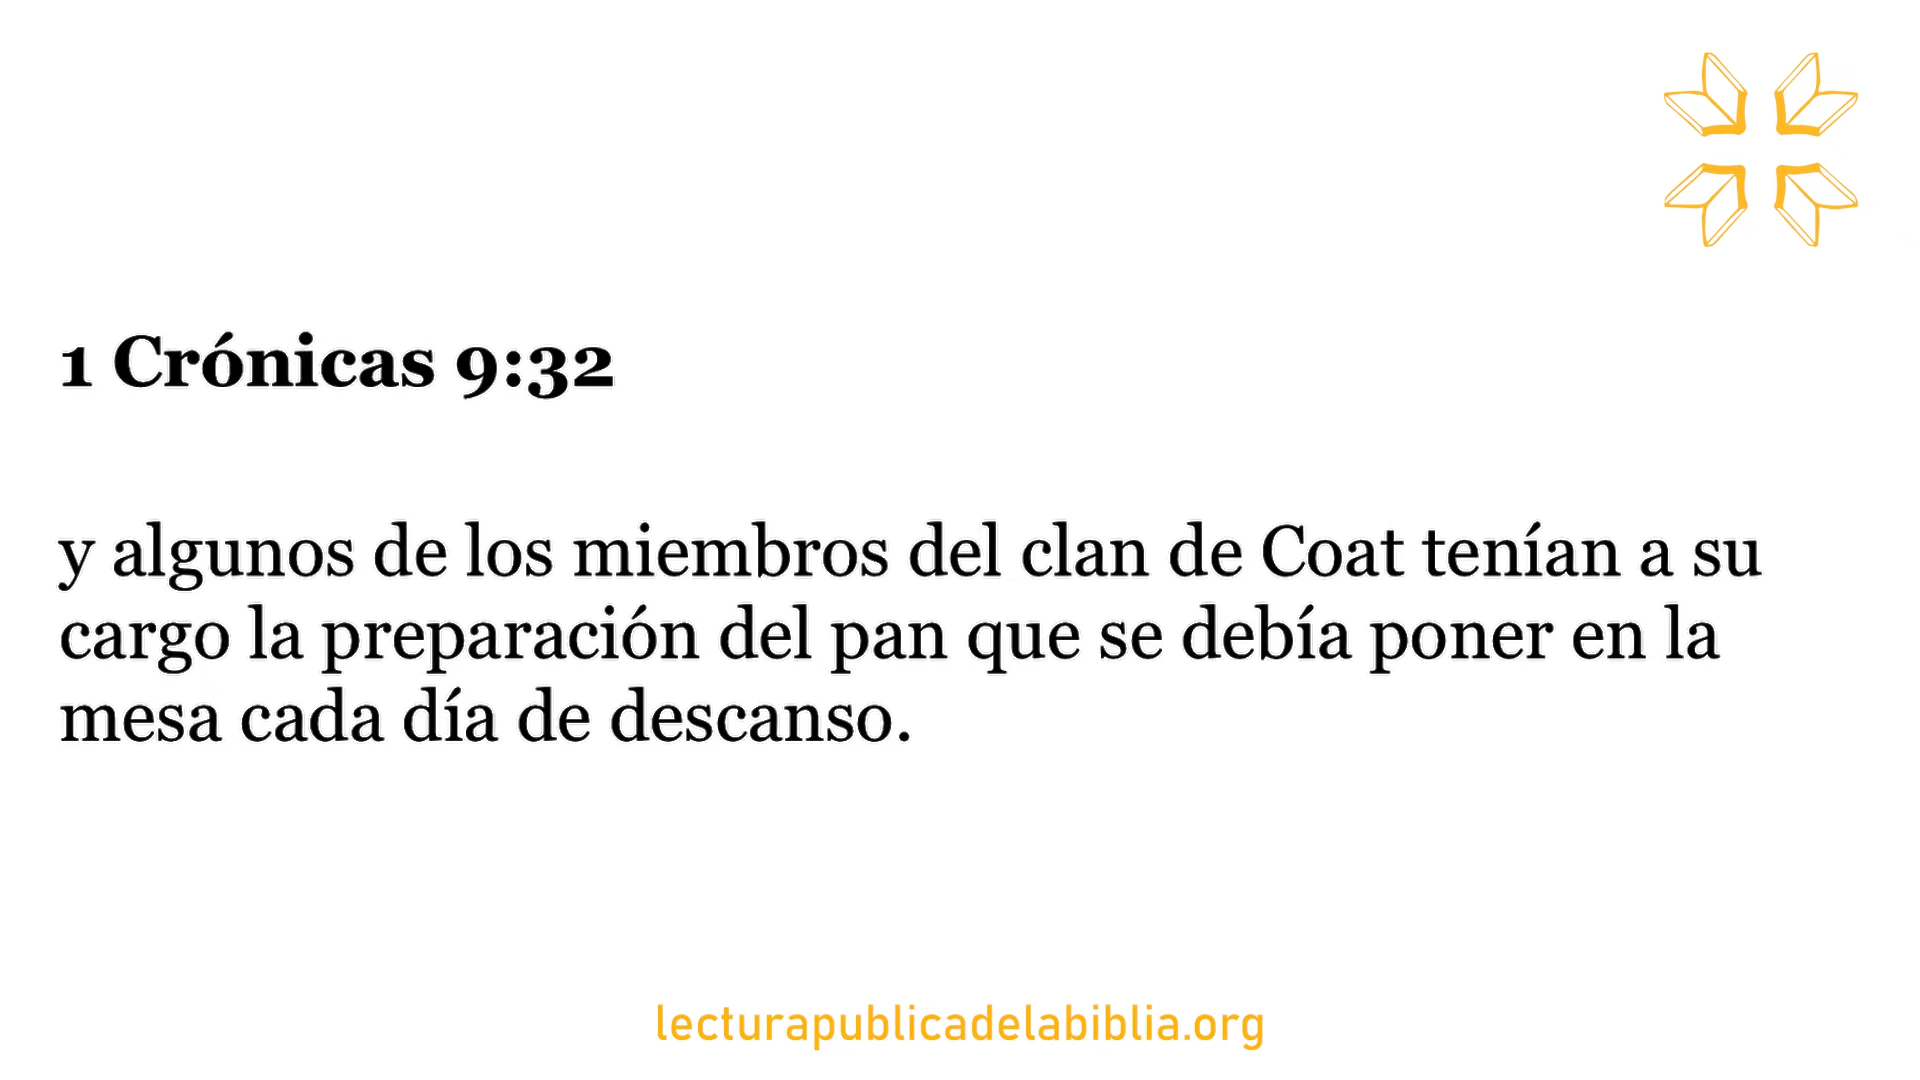 1 Crónicas 9:32
y algunos de los miembros del clan de Coat tenían a su
cargo la preparación del pan que se debía poner en la
mesa cada día de descanso.
lecturapublicadelabiblia.org